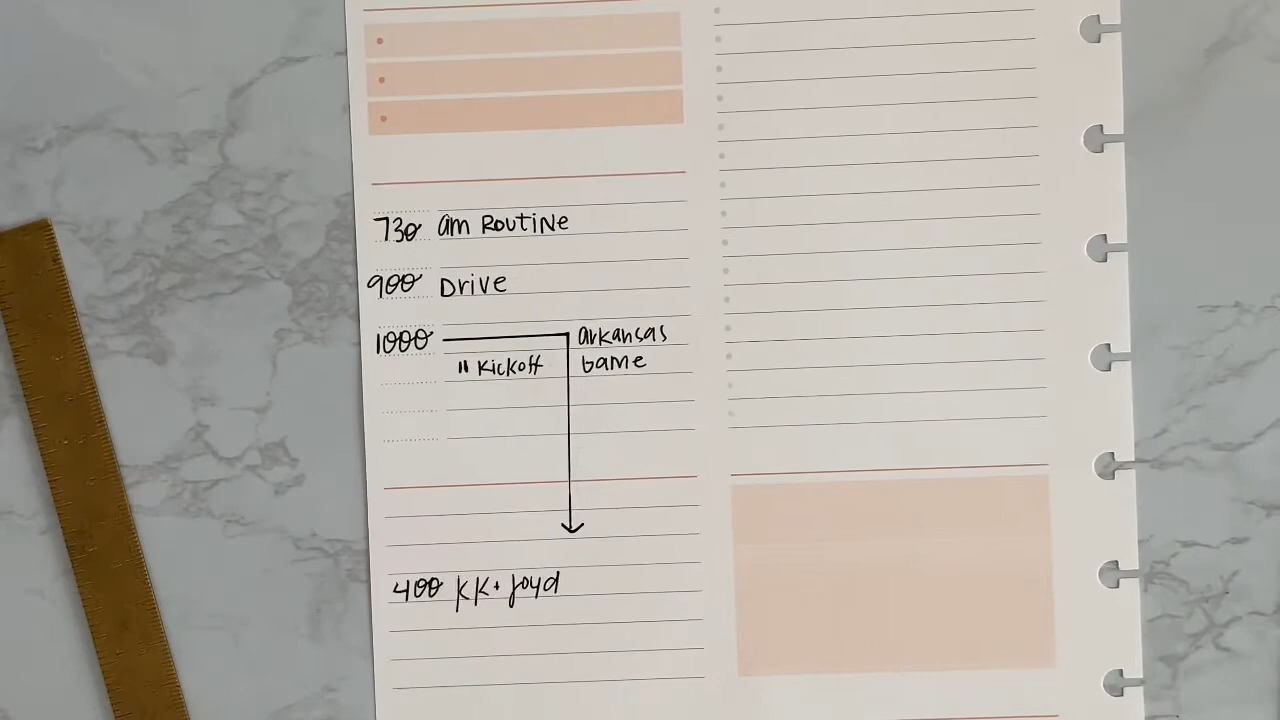 730 am Routine
900 Drive
1000 arkansas
11 Kickoff Game
400 KK + Joyd